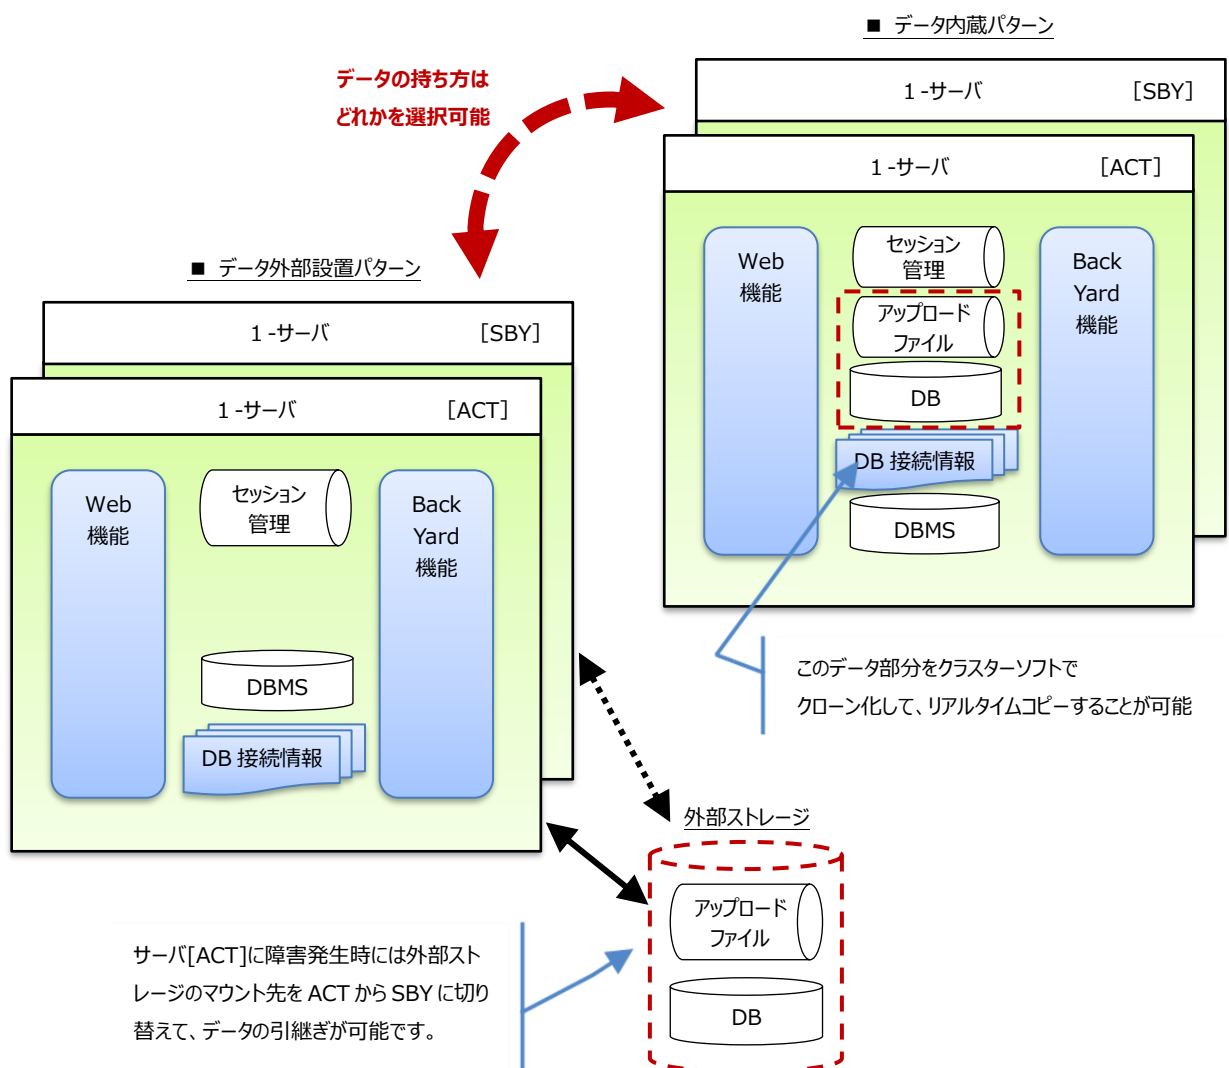 ■ データ内蔵パターン
データの持ち方は
どれかを選択可能
1-サーバ [SBY]
1-サーバ [ACT]
Web
機能
セッション
管理
アップロード
ファイル
DB
DB 接続情報
DBMS
Back
Yard
機能
このデータ部分をクラスターソフトで
クローン化して、リアルタイムコピーすることが可能
■ データ外部設置パターン
1-サーバ [SBY]
1-サーバ [ACT]
Web
機能
セッション
管理
DBMS
DB 接続情報
Back
Yard
機能
外部ストレージ
アップロード
ファイル
DB
サーバ[ACT]に障害発生時には外部スト
レージのマウント先を ACT から SBY に切り
替えて、データの引継ぎが可能です。